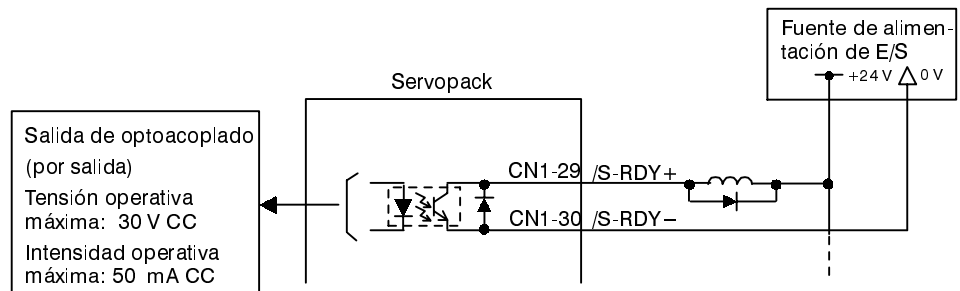 Fuente de alimen-
tación de E/S
+24 V 0 V
Servopack
Salida de optoacoplado
(por salida)
Tensión operativa
máxima: 30 V CC
Intensidad operativa
máxima: 50 mA CC
CN1-29 /S-RDY+
CN1-30 /S-RDY−